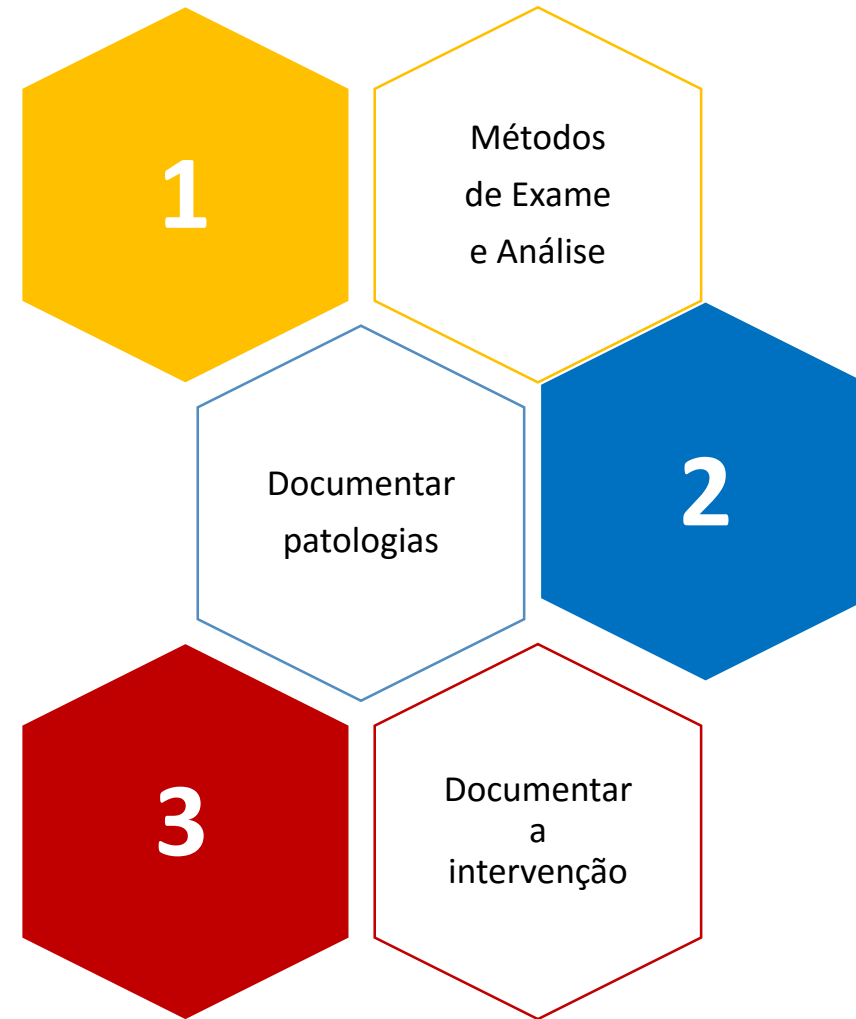 1
Métodos
de Exame
e Análise
Documentar
patologias
2
3
Documentar
a
intervenção